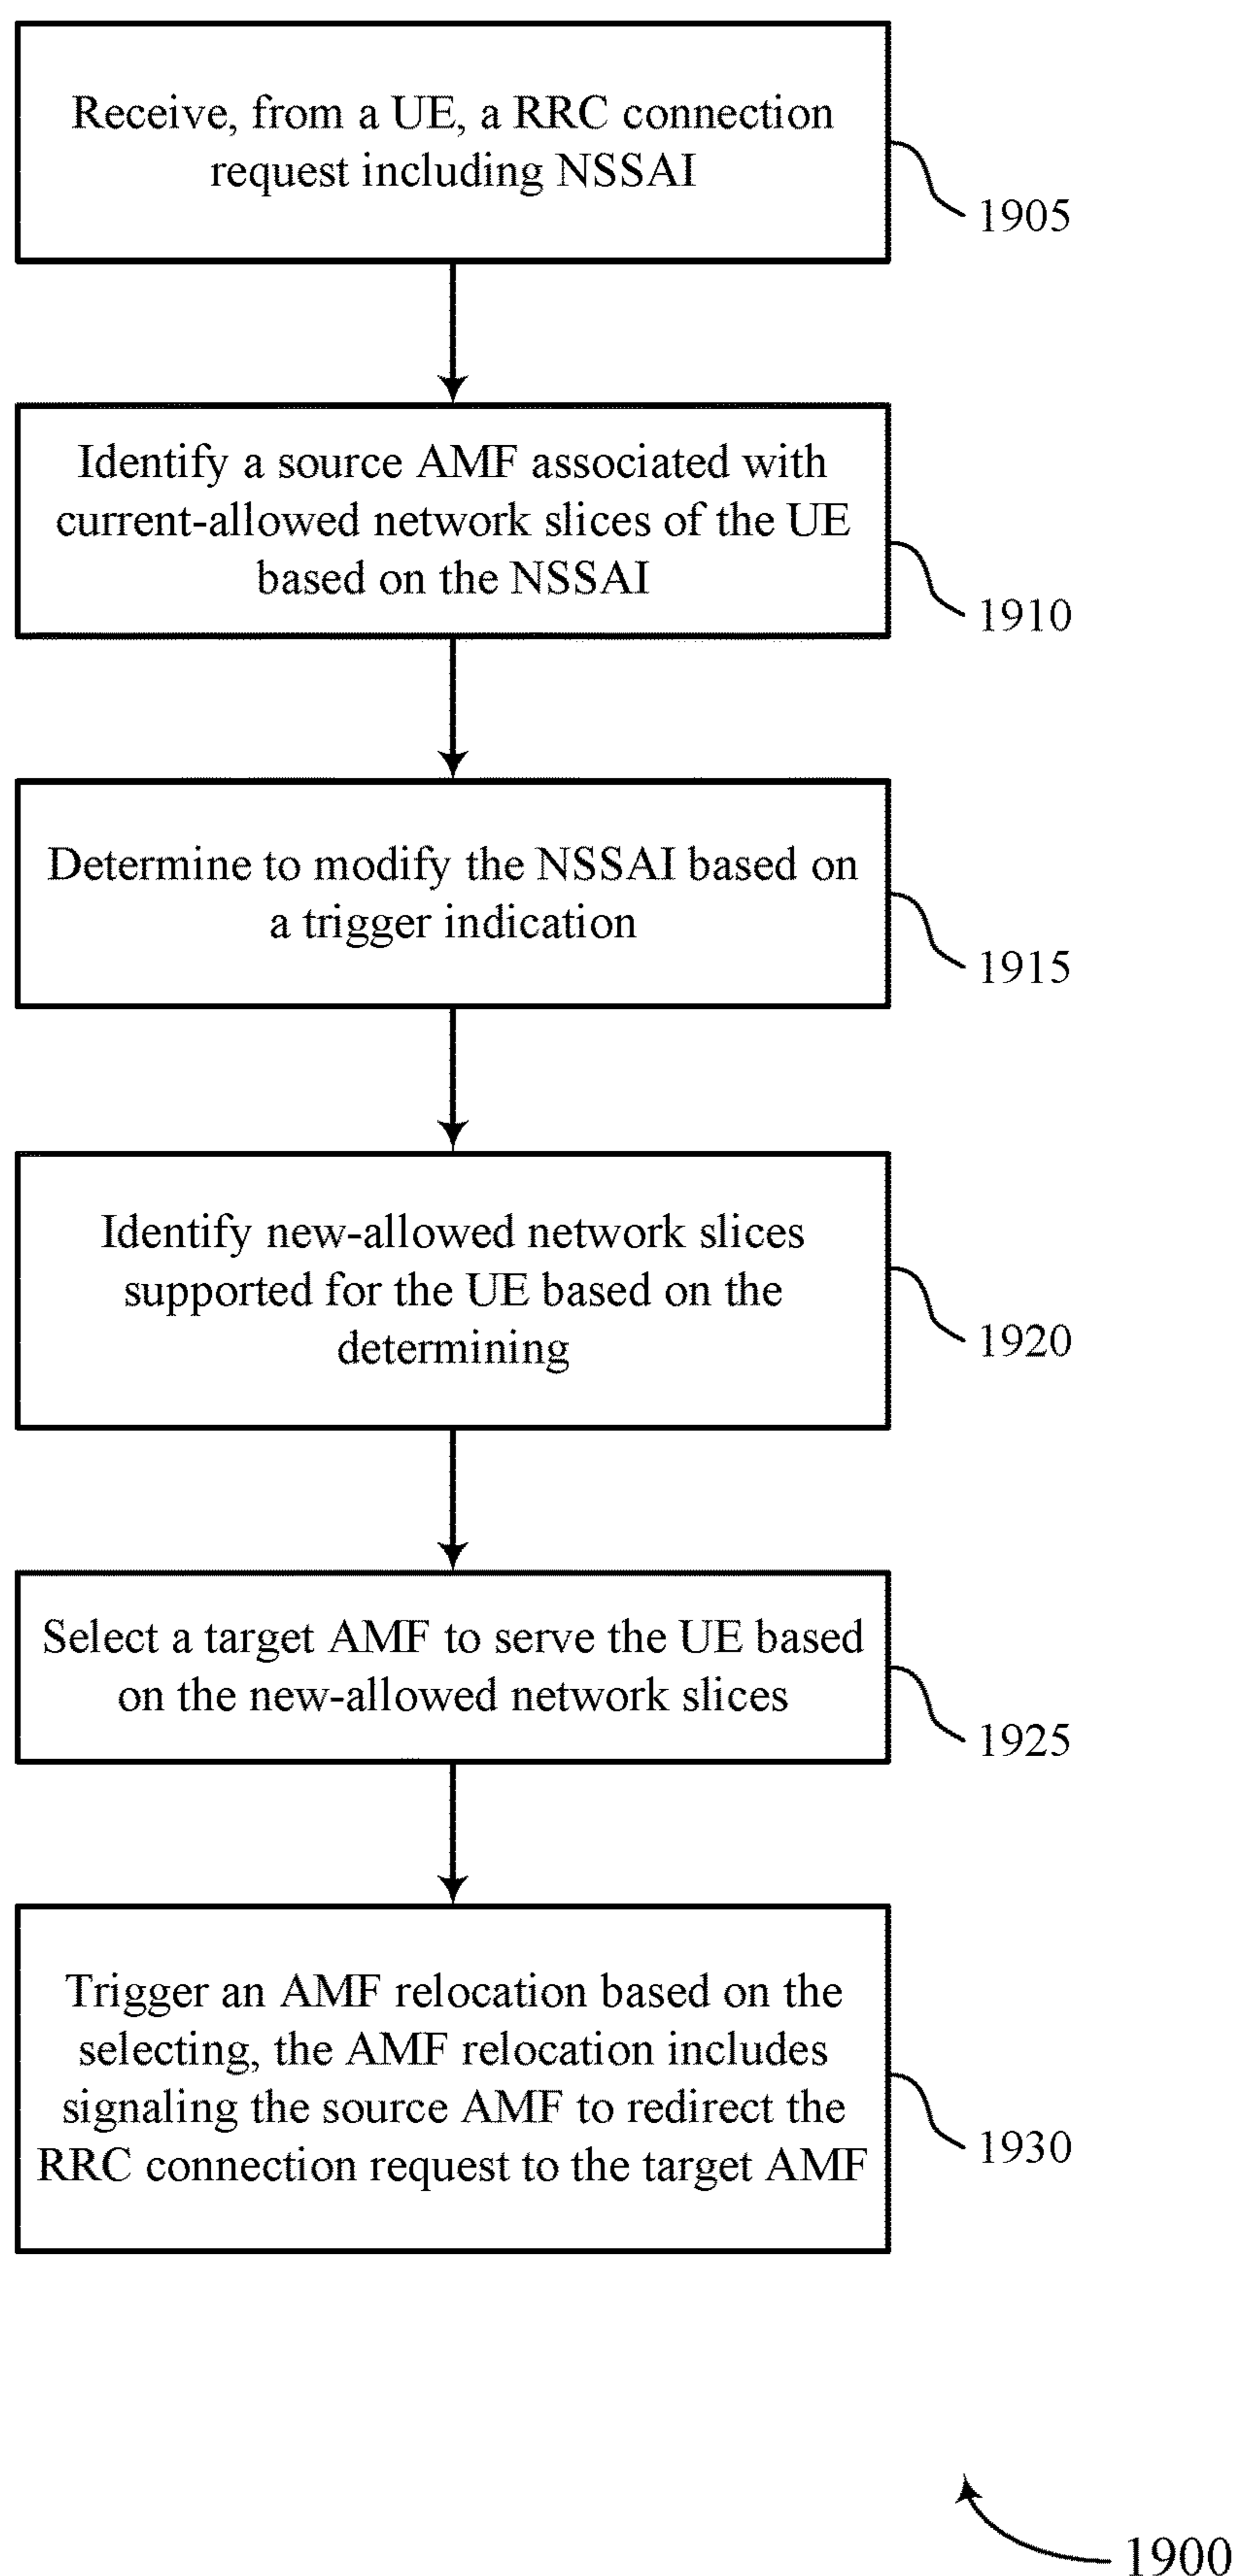 Receive, from a UE, a RRC connection
request including NSSAI
1905
Identify a source AMF associated with
current-allowed network slices of the UE
based on the NSSAI
1910
Determine to modify the NSSAI based on
a trigger indication
1915
Identify new-allowed network slices
supported for the UE based on the
determining
1920
Select a target AMF to serve the UE based
on the new-allowed network slices
1925
Trigger an AMF relocation based on the
selecting, the AMF relocation includes
signaling the source AMF to redirect the
RRC connection request to the target AMF
1930
1900